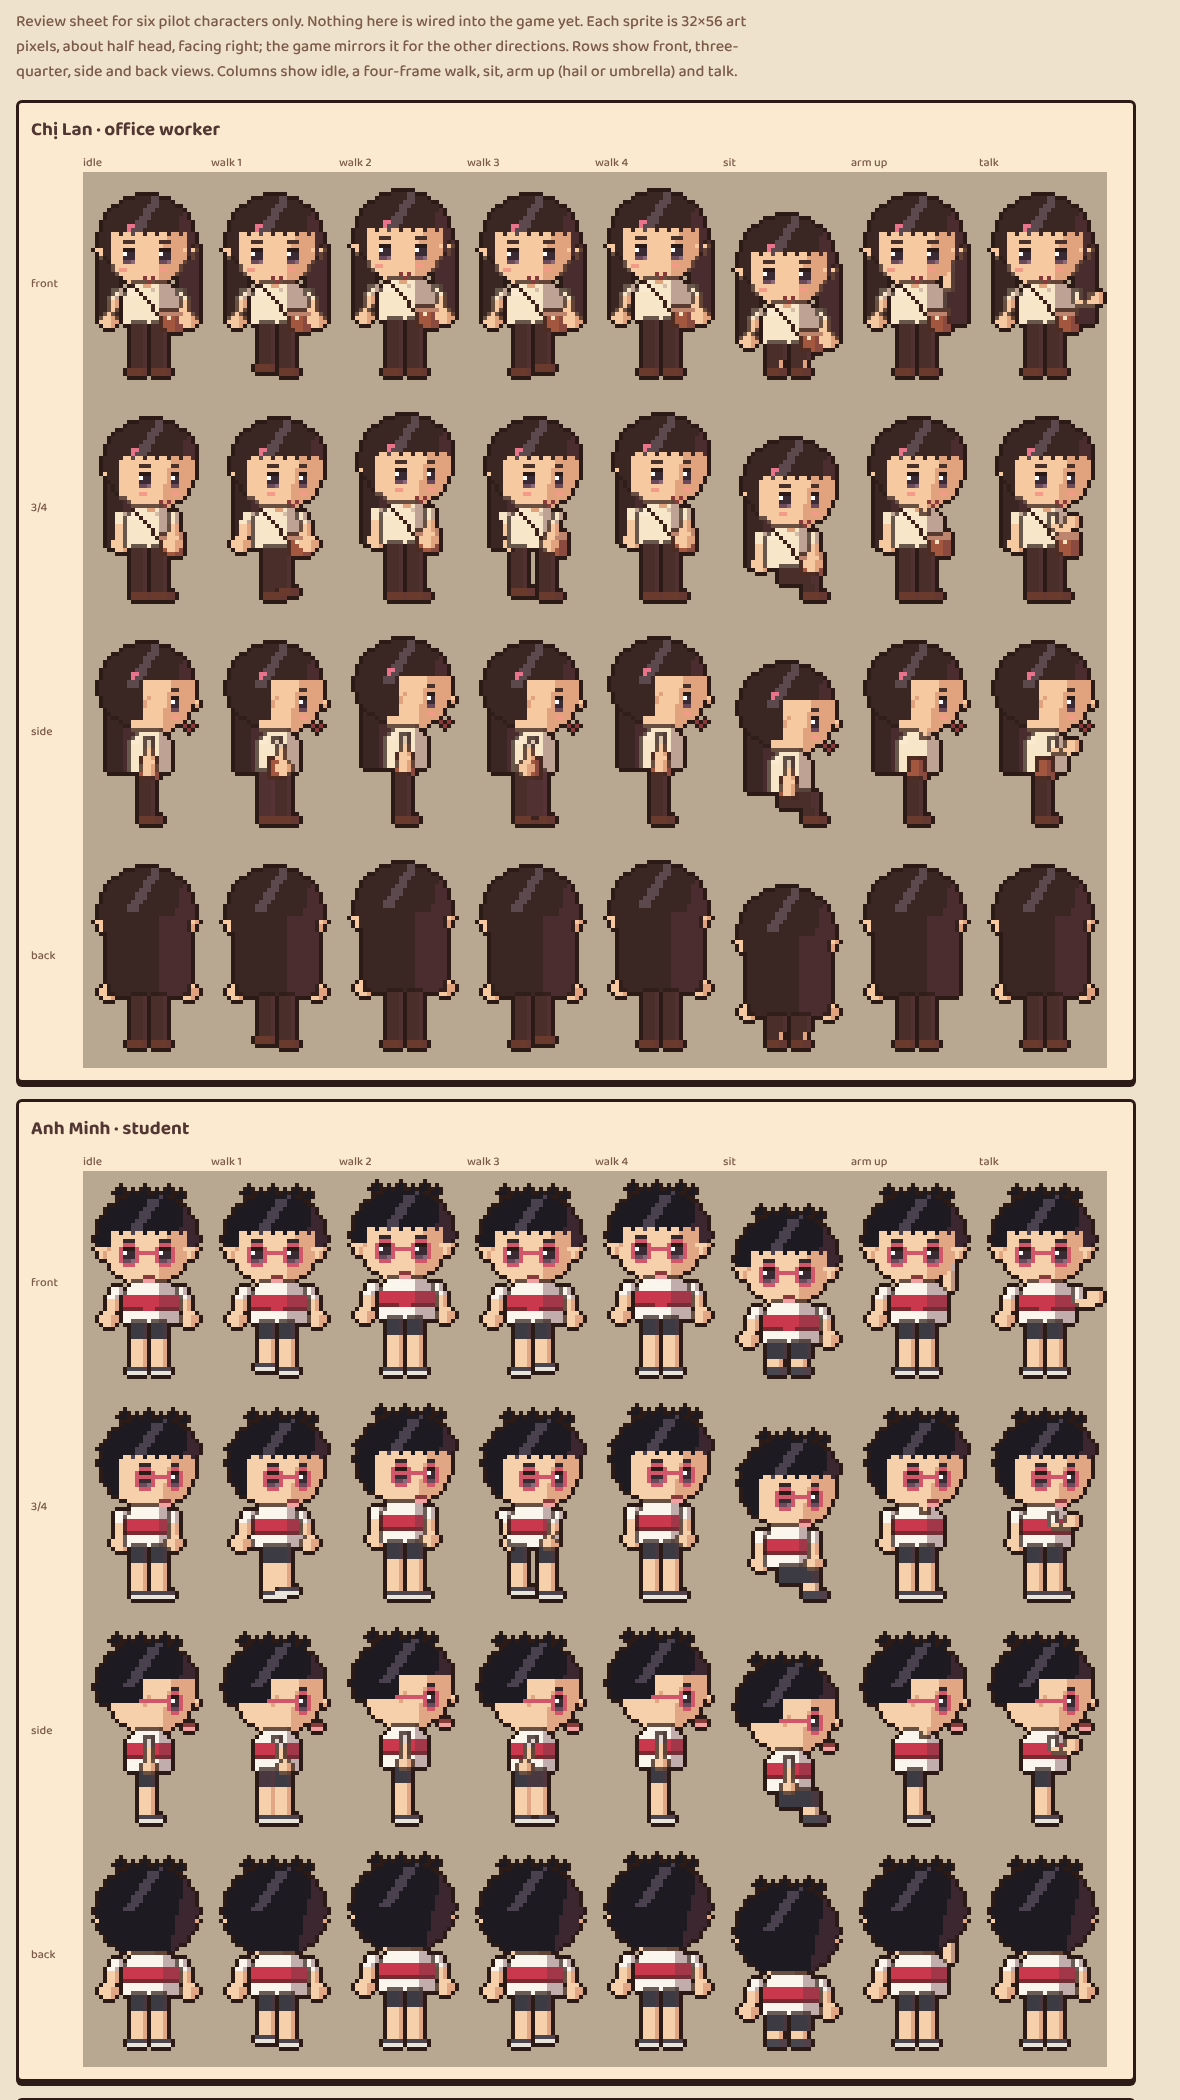 Review sheet for six pilot characters only. Nothing here is wired into the game yet. Each sprite is 32×56 art
pixels, about half head, facing right; the game mirrors it for the other directions. Rows show front, three-
quarter, side and back views. Columns show idle, a four-frame walk, sit, arm up (hail or umbrella) and talk.
Chị Lan · office worker
idle walk 1 walk 2 walk 3 walk 4 sit arm up talk
front
3/4
side
back
Anh Minh · student
idle walk 1 walk 2 walk 3 walk 4 sit arm up talk
front
3/4
side
back